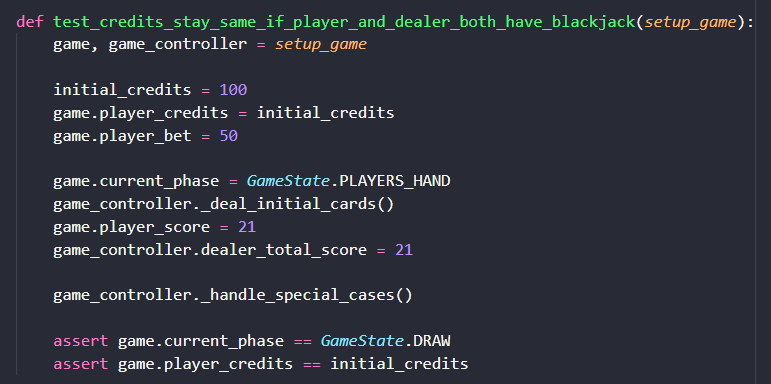 def test_credits_stay_same_if_player_and_dealer_both_have_blackjack(setup_game):
game, game_controller = setup_game
initial_credits = 100
game.player_credits = initial_credits
game.player_bet = 50
game.current_phase = GameState.PLAYERS_HAND
game_controller._deal_initial_cards()
game.player_score = 21
game_controller.dealer_total_score = 21
game_controller._handle_special_cases()
assert game.current_phase == GameState.DRAW
assert game.player_credits == initial_credits